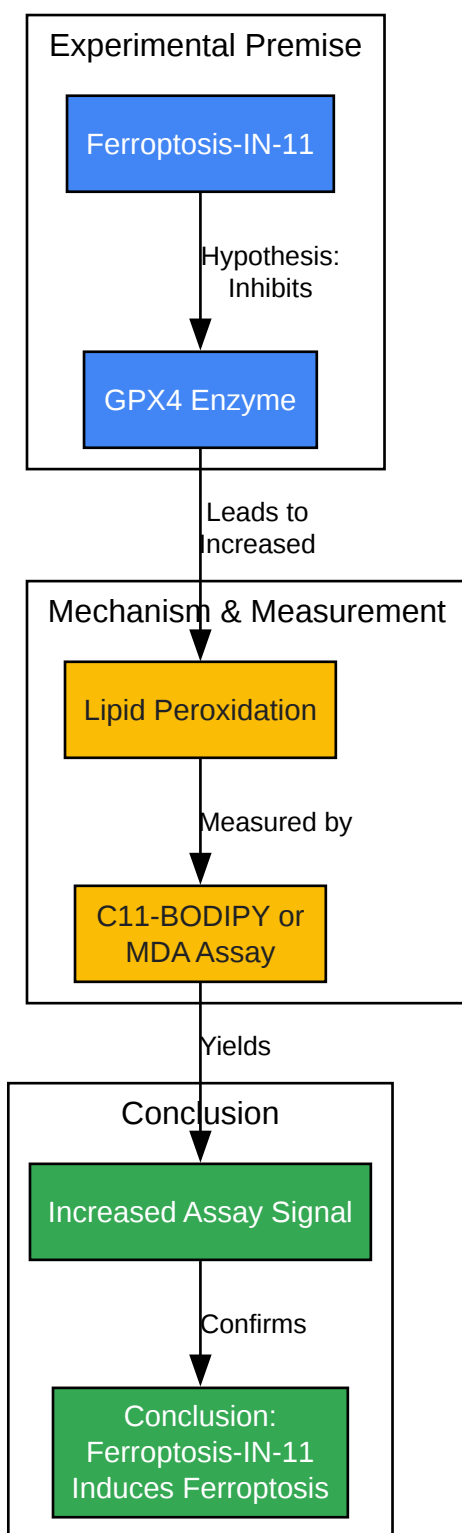 Experimental Premise
Ferroptosis-IN-11
Hypothesis:
Inhibits
GPX4 Enzyme
Leads to
Increased
Mechanism & Measurement
Lipid Peroxidation
Measured by
C11-BODIPY or
MDA Assay
Yields
Conclusion
Increased Assay Signal
Confirms
Conclusion:
Ferroptosis-IN-11
Induces Ferroptosis